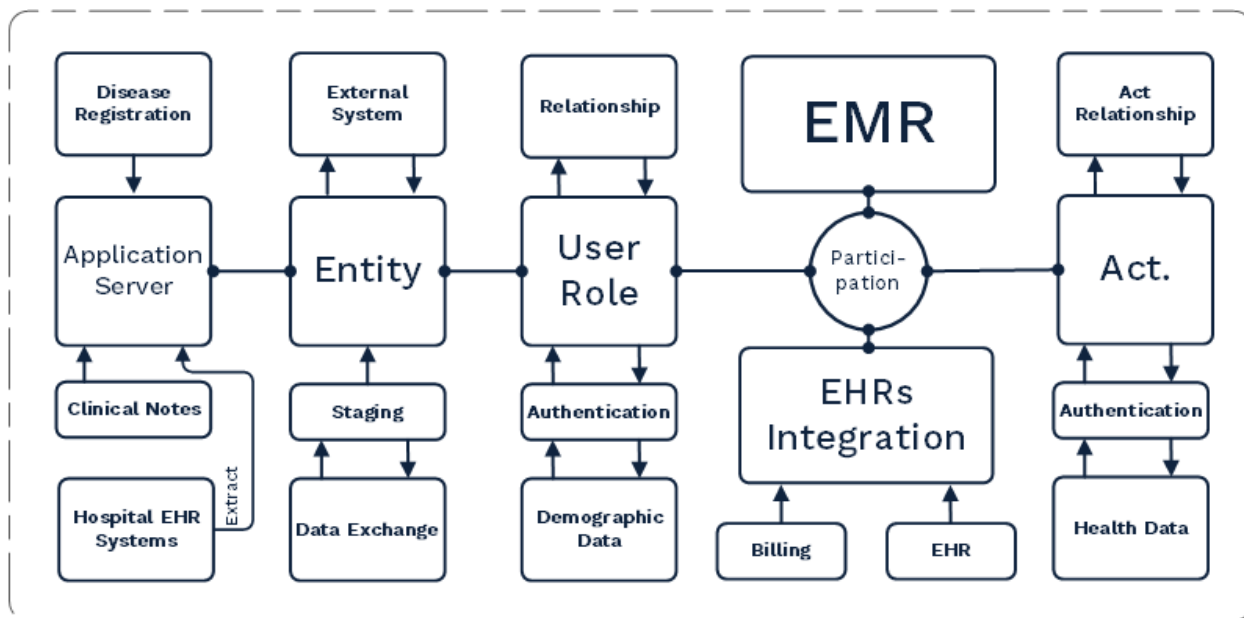 Disease
Registration
External
System
Relationship
EMR
Act
Relationship
Application
Server
Entity
User
Role
Partici-
pation
Act.
Clinical Notes
Staging
Authentication
EHRs
Integration
Authentication
Hospital EHR
Systems
Extract
Data Exchange
Demographic
Data
Billing
EHR
Health Data